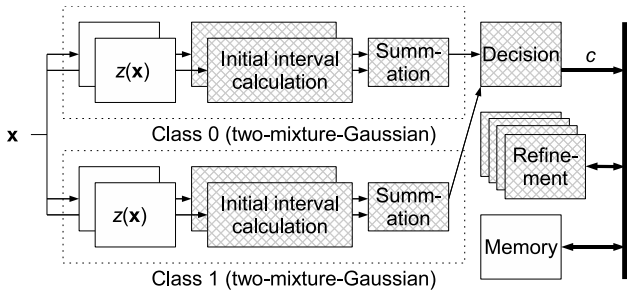 z(x)
Initial interval
calculation
Summ-
ation
Decision
c
Class 0 (two-mixture-Gaussian)
x
Refine-
ment
z(x)
Initial interval
calculation
Summ-
ation
Memory
Class 1 (two-mixture-Gaussian)